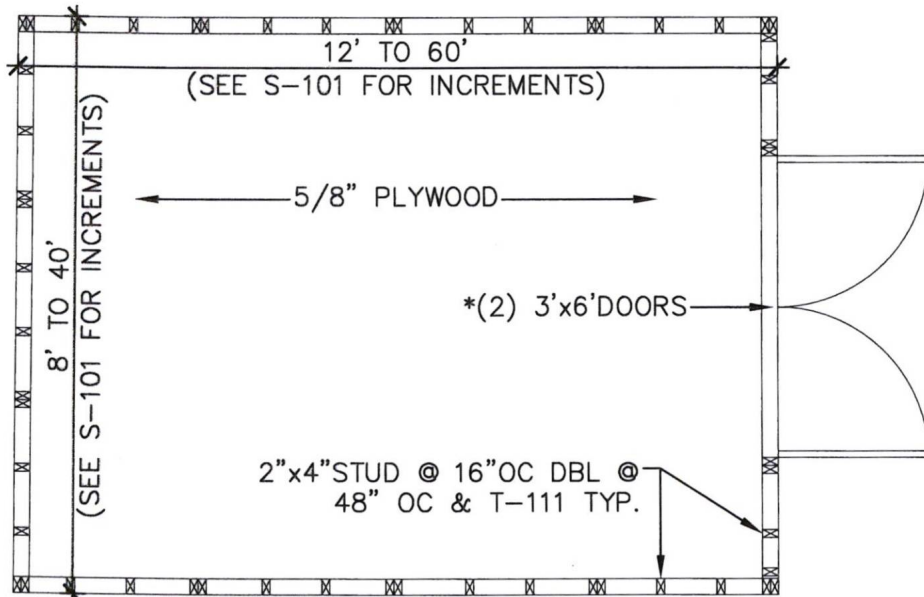 12' TO 60'
(SEE S-101 FOR INCREMENTS)
8' TO 40'
(SEE S-101 FOR INCREMENTS)
5/8" PLYWOOD
*(2) 3'x6'DOORS
2"x4"STUD @ 16"OC DBL @
48" OC & T-111 TYP.